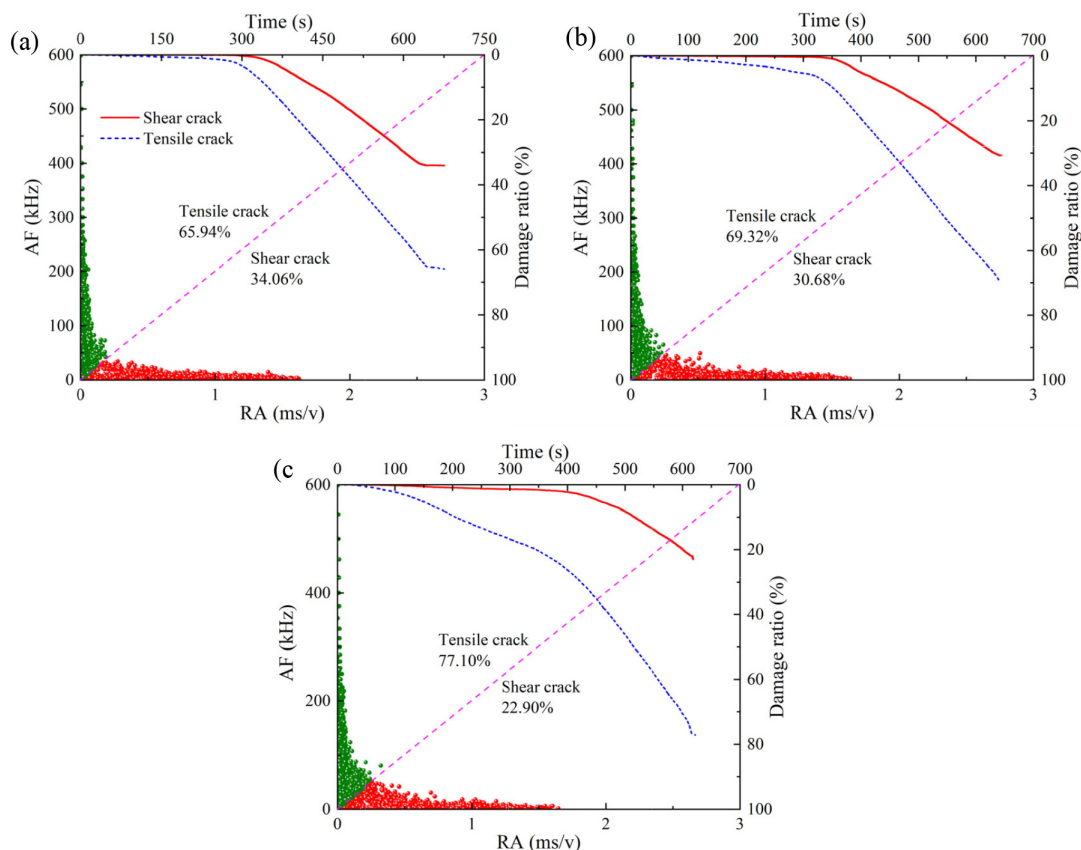 (a)
Time (s)
0 150 300 450 600 750
600
500
400
300
200
100
0
AF (kHz)
Shear crack
Tensile crack
Tensile crack
65.94%
Shear crack
34.06%
0
20
40
60
80
100
Damage ratio (%)
0 1 2 3
RA (ms/v)
(b)
Time (s)
0 100 200 300 400 500 600 700
600
500
400
300
200
100
0
AF (kHz)
Tensile crack
69.32%
Shear crack
30.68%
0
20
40
60
80
100
Damage ratio (%)
0 1 2 3
RA (ms/v)
(c
Time (s)
0 100 200 300 400 500 600 700
600
400
200
0
AF (kHz)
Tensile crack
77.10%
Shear crack
22.90%
0
20
40
60
80
100
Damage ratio (%)
0 1 2 3
RA (ms/v)